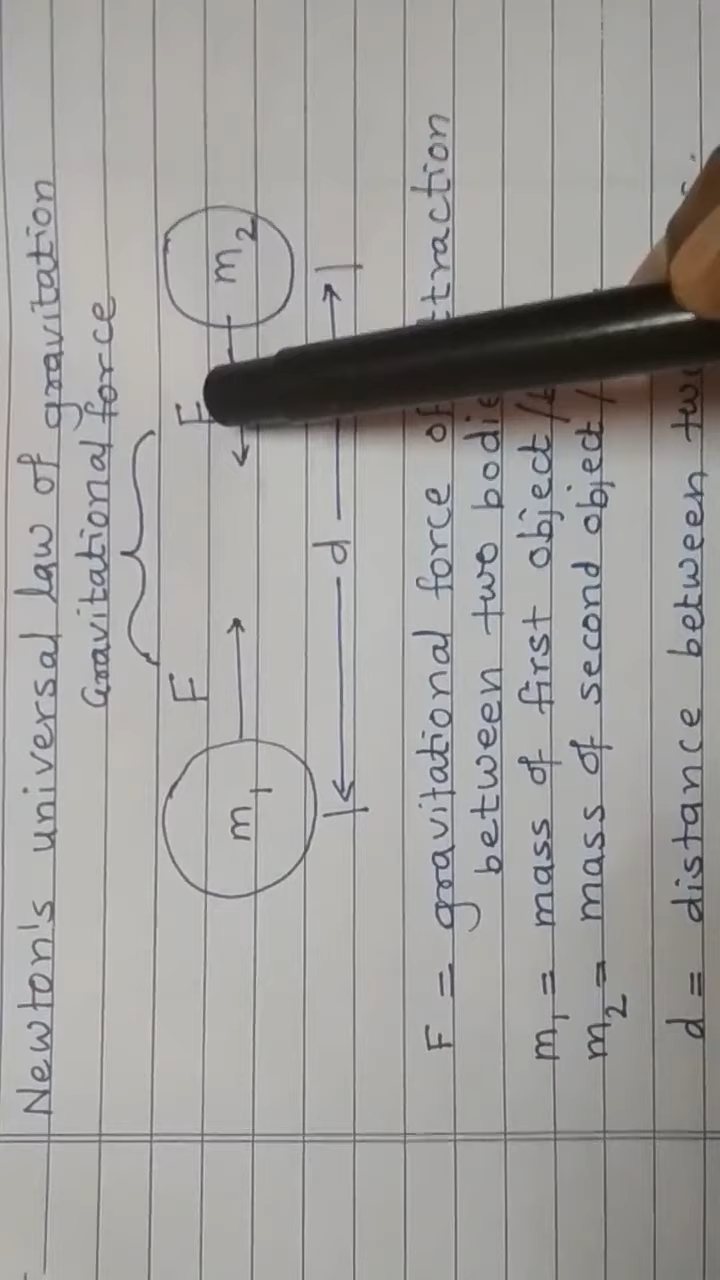 Newton's universal law of gravitation
Gravitational force
F F
m1 m2
d
F = gravitational force of
between two
m1 = mass of first object /
m2 = mass of second object /
d = distance between